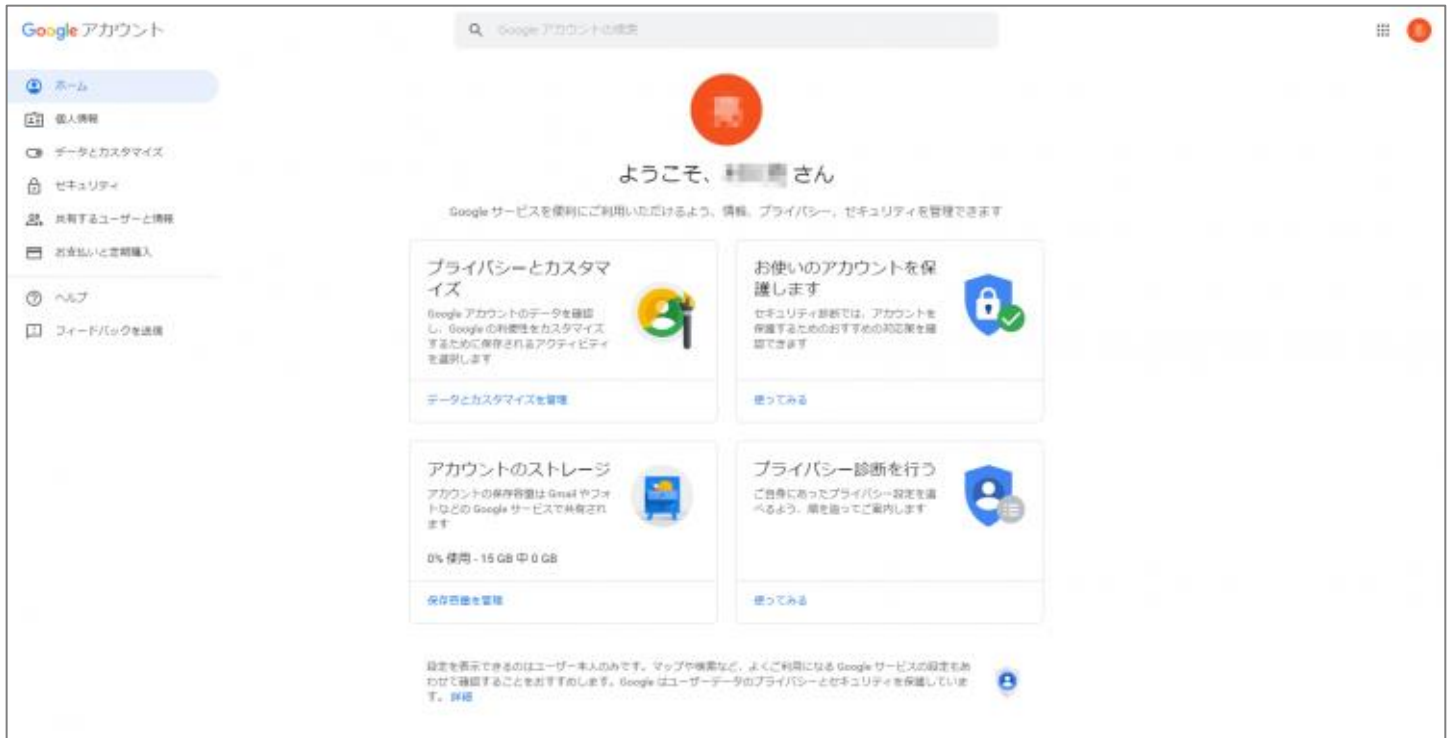 Google アカウント
Google アカウントの検索
ホーム
個人情報
データとカスタマイズ
セキュリティ
共有するユーザーと情報
お支払いと定期購入
ヘルプ
フィードバックを送信
ようこそ、
さん
Google サービスを便利にご利用いただけるよう、情報、プライバシー、セキュリティを管理できます
プライバシーとカスタマ
イズ
Google アカウントのデータを確認
し、Google の利便性をカスタマイズ
するために保存されるアクティビティ
を選択します
データとカスタマイズを管理
お使いのアカウントを保
護します
セキュリティ診断では、アカウントを
保護するためのおすすめの対応策を確
認できます
使ってみる
アカウントのストレージ
アカウントの保存容量は Gmail やフォ
トなどの Google サービスで共有され
ます
0% 使用 - 15 GB 中 0 GB
保存容量を管理
プライバシー診断を行う
ご自身にあったプライバシー設定を選
べるよう、順を追ってご案内します
使ってみる
設定を表示できるのはユーザー本人のみです。マップや検索など、よくご利用になる Google サービスの設定もあ
わせて確認することをおすすめします。Google はユーザーデータのプライバシーとセキュリティを保護していま
す。詳細